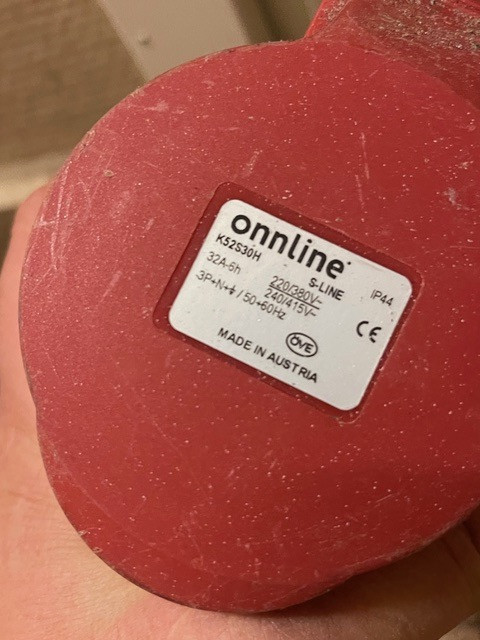 onnline
K52S30H S-LINE IP44
32A-6h 220/380V~
240/415V~
3P+N+⏚ / 50+60Hz
CE
ÖVE
MADE IN AUSTRIA